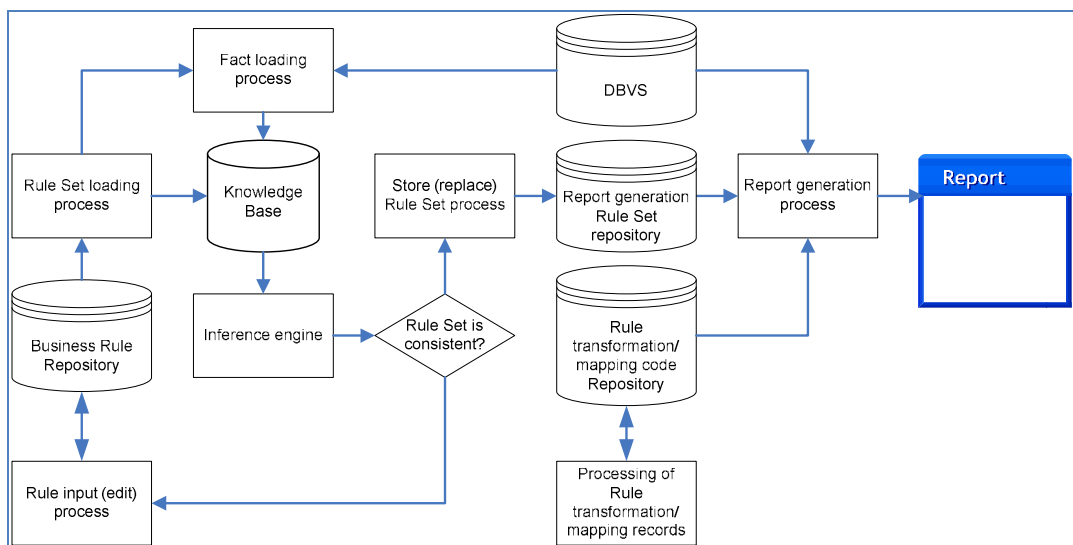 Fact loading
process
DBVS
Rule Set loading
process
Knowledge
Base
Store (replace)
Rule Set process
Report generation
Rule Set
repository
Report generation
process
Report
Business Rule
Repository
Inference engine
Rule Set is
consistent?
Rule
transformation/
mapping code
Repository
Rule input (edit)
process
Processing of
Rule
transformation/
mapping records